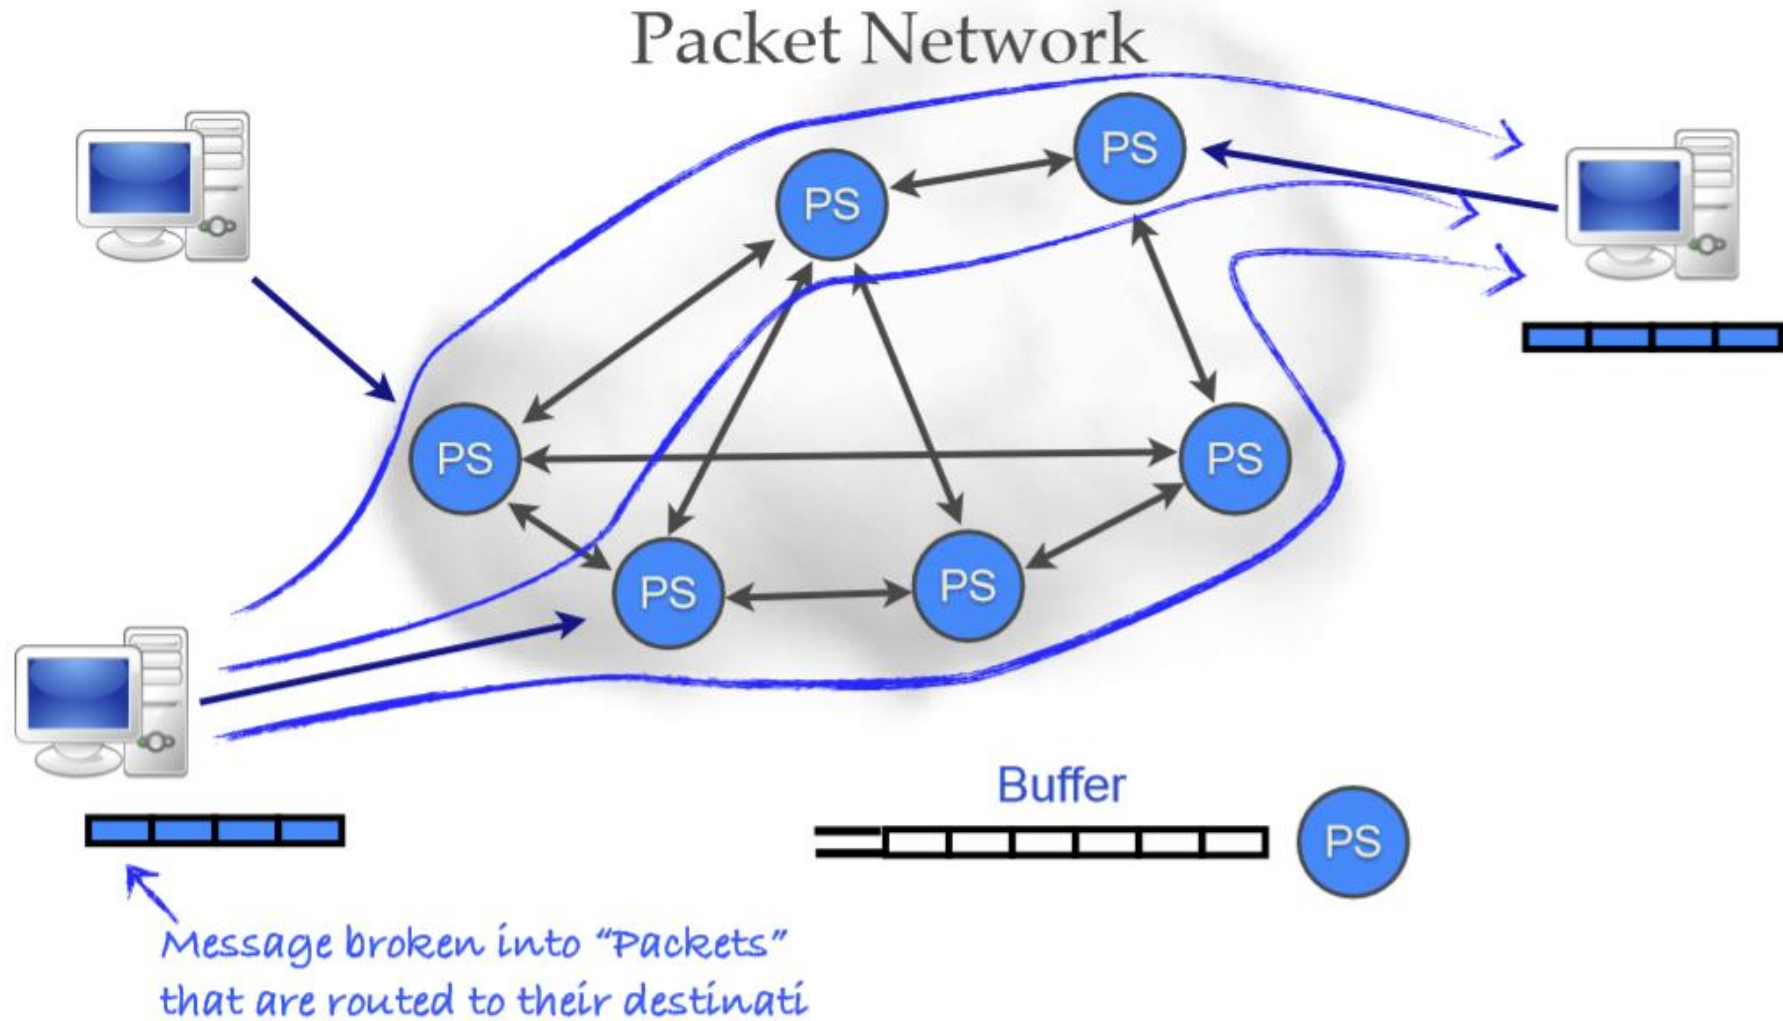 Packet Network
PS
PS
PS
PS
PS
PS
Buffer
PS
Message broken into “Packets”
that are routed to their destinati